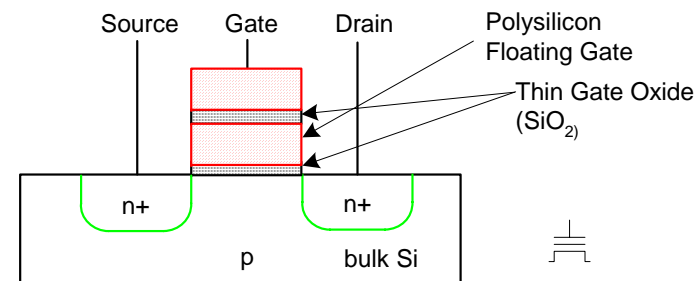 Source Gate Drain
Polysilicon
Floating Gate
Thin Gate Oxide
(SiO₂)
n+ n+
p bulk Si